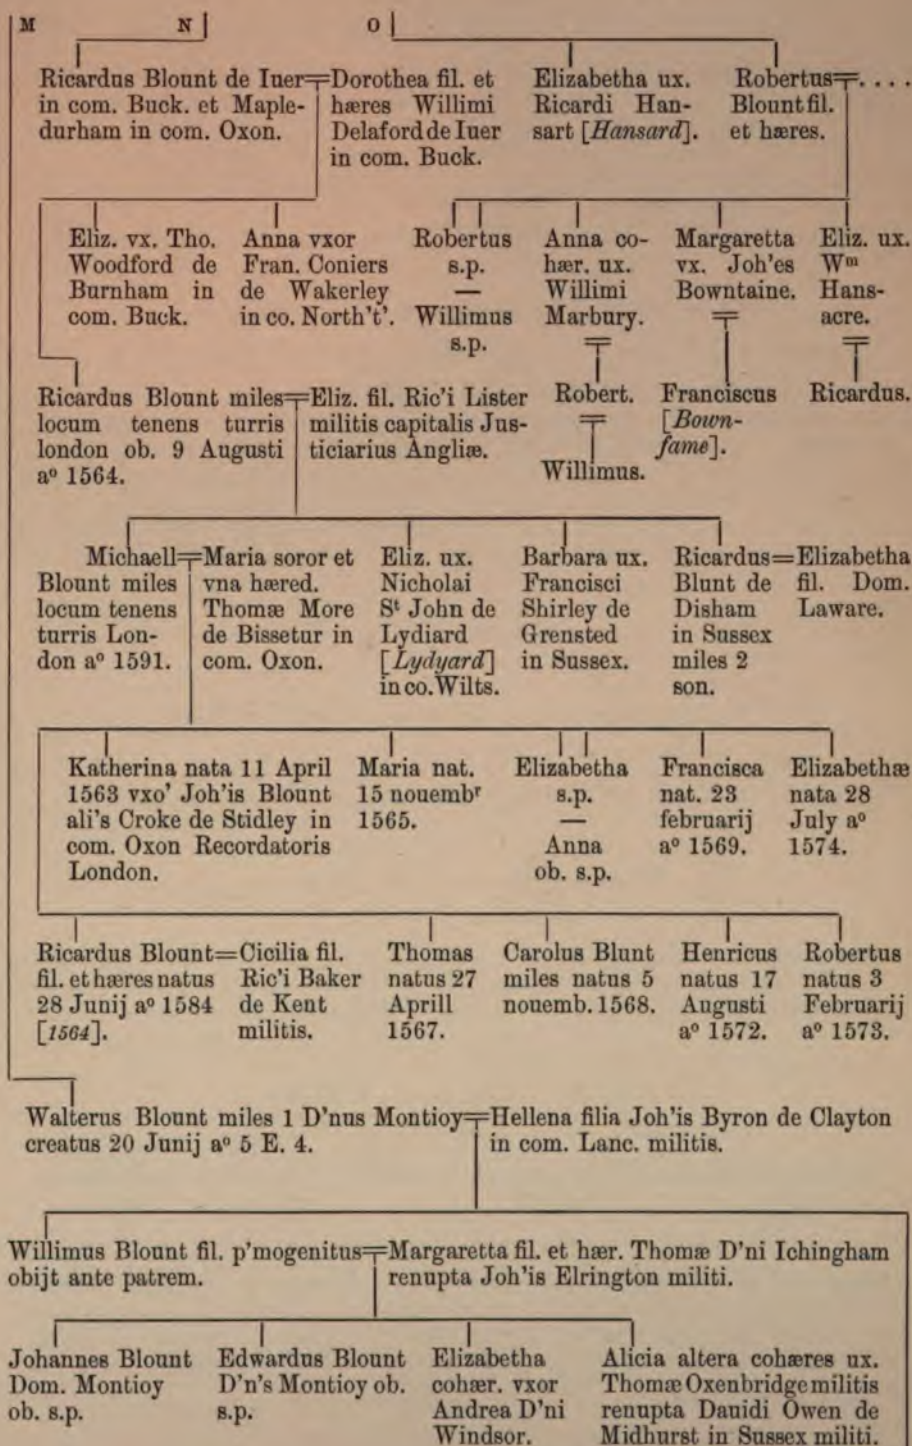 M N O
Ricardus Blount de Iuer
in com. Buck. et Maple-
durham in com. Oxon.
Dorothea fil. et
hæres Willimi
Delaford de Iuer
in com. Buck.
Elizabetha ux.
Ricardi Han-
sart [Hansard].
Robertus
Blount fil.
et hæres.
. . . .
Eliz. vx. Tho.
Woodford de
Burnham in
com. Buck.
Anna vxor
Fran. Coniers
de Wakerley
in co. North't'.
Robertus
s.p.
—
Willimus
s.p.
Anna co-
hær. ux.
Willimi
Marbury.
Margaretta
vx. Joh'es
Bowntaine.
Eliz. ux.
Wm
Hans-
acre.
Robert.
Willimus.
Franciscus
[Bown-
fame].
Ricardus.
Ricardus Blount miles
locum tenens turris
london ob. 9 Augusti
ao 1564.
Eliz. fil. Ric'i Lister
militis capitalis Jus-
ticiarius Angliæ.
Michaell
Blount miles
locum tenens
turris Lon-
don ao 1591.
Maria soror et
vna hæred.
Thomæ More
de Bissetur in
com. Oxon.
Eliz. ux.
Nicholai
St John de
Lydiard
[Lydyard]
in co. Wilts.
Barbara ux.
Francisci
Shirley de
Grensted
in Sussex.
Ricardus
Blunt de
Disham
in Sussex
miles 2
son.
Elizabetha
fil. Dom.
Laware.
Katherina nata 11 April
1563 vxo' Joh'is Blount
ali's Croke de Stidley in
com. Oxon Recordatoris
London.
Maria nat.
15 nouembr
1565.
Elizabetha
s.p.
—
Anna
ob. s.p.
Francisca
nat. 23
februarij
ao 1569.
Elizabethæ
nata 28
July ao
1574.
Ricardus Blount
fil. et hæres natus
28 Junij ao 1584
[1564].
Cicilia fil.
Ric'i Baker
de Kent
militis.
Thomas
natus 27
Aprill
1567.
Carolus Blunt
miles natus 5
nouemb. 1568.
Henricus
natus 17
Augusti
ao 1572.
Robertus
natus 3
Februarij
ao 1573.
Walterus Blount miles 1 D'nus Montioy
creatus 20 Junij ao 5 E. 4.
Hellena filia Joh'is Byron de Clayton
in com. Lanc. militis.
Willimus Blount fil. p'mogenitus
obijt ante patrem.
Margaretta fil. et hær. Thomæ D'ni Ichingham
renupta Joh'is Elrington militi.
Johannes Blount
Dom. Montioy
ob. s.p.
Edwardus Blount
D'n's Montioy ob.
s.p.
Elizabetha
cohær. vxor
Andrea D'ni
Windsor.
Alicia altera cohæres ux.
Thomæ Oxenbridge militis
renupta Dauidi Owen de
Midhurst in Sussex militi.